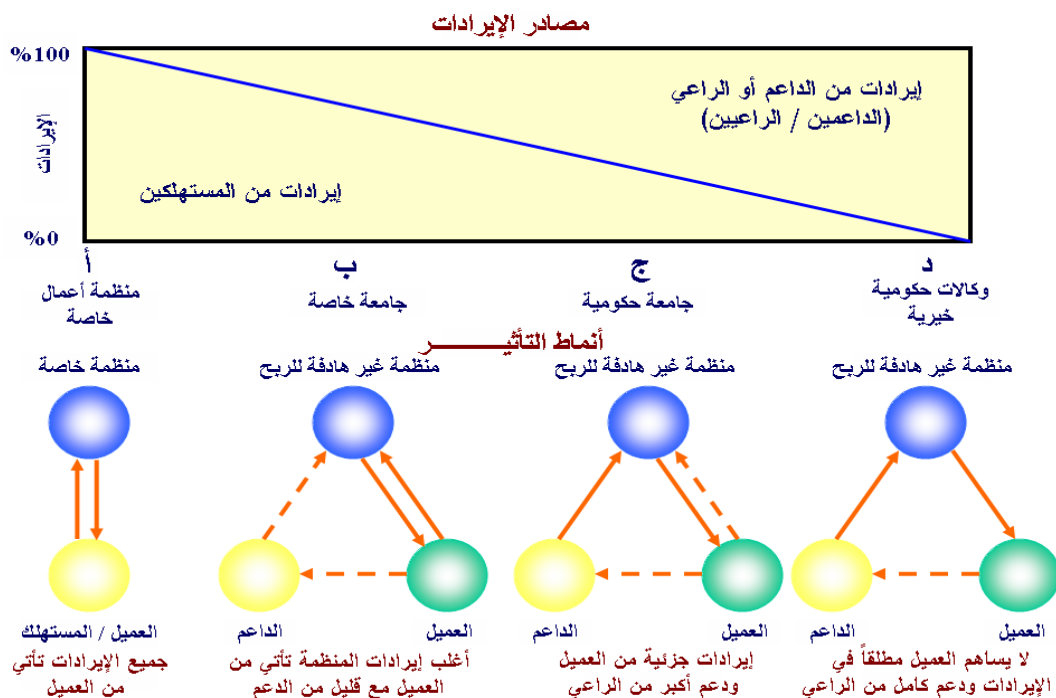 مصادر الإيرادات
%100
الإيرادات
%0
إيرادات من الداعم أو الراعي
(الداعمين / الراعيين)
إيرادات من المستهلكين
أ
منظمة أعمال
خاصة
ب
جامعة خاصة
ج
جامعة حكومية
د
وكالات حكومية
خيرية
أنماط التأثيـــــــــر
منظمة خاصة
منظمة غير هادفة للربح
منظمة غير هادفة للربح
منظمة غير هادفة للربح
العميل / المستهلك
جميع الإيرادات تأتي
من العميل
الداعم
العميل
أغلب إيرادات المنظمة تأتي من
العميل مع قليل من الدعم
الداعم
العميل
إيرادات جزئية من العميل
ودعم أكبر من الراعي
الداعم
العميل
لا يساهم العميل مطلقاً في
الإيرادات ودعم كامل من الراعي